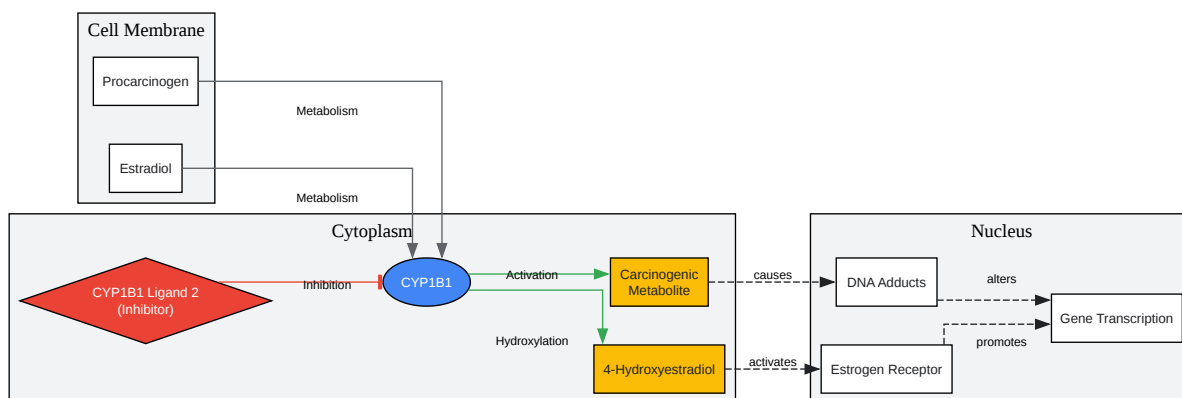 Cell Membrane
Procarcinogen
Metabolism
Estradiol
Metabolism
Cytoplasm
Nucleus
CYP1B1 Ligand 2
(Inhibitor)
Inhibition
CYP1B1
Activation
Carcinogenic
Metabolite
causes
DNA Adducts
alters
Gene Transcription
Hydroxylation
4-Hydroxyestradiol
activates
Estrogen Receptor
promotes